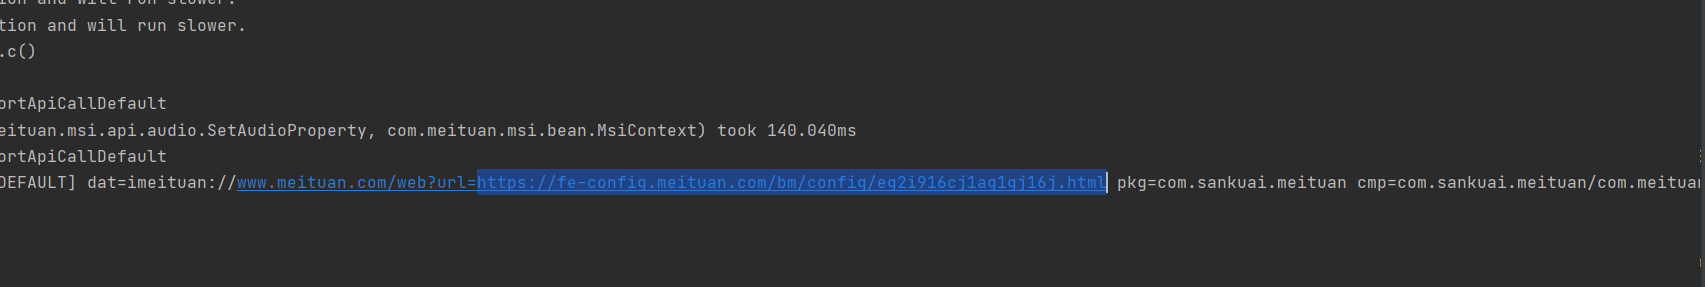 tion and will run slower.
tion and will run slower.
.c()
ortApiCallDefault
eituan.msi.api.audio.SetAudioProperty, com.meituan.msi.bean.MsiContext) took 140.040ms
ortApiCallDefault
DEFAULT] dat=imeituan://www.meituan.com/web?url=https://fe-config.meituan.com/bm/config/eq2i916cj1aq1qj16j.html pkg=com.sankuai.meituan cmp=com.sankuai.meituan/com.meituan